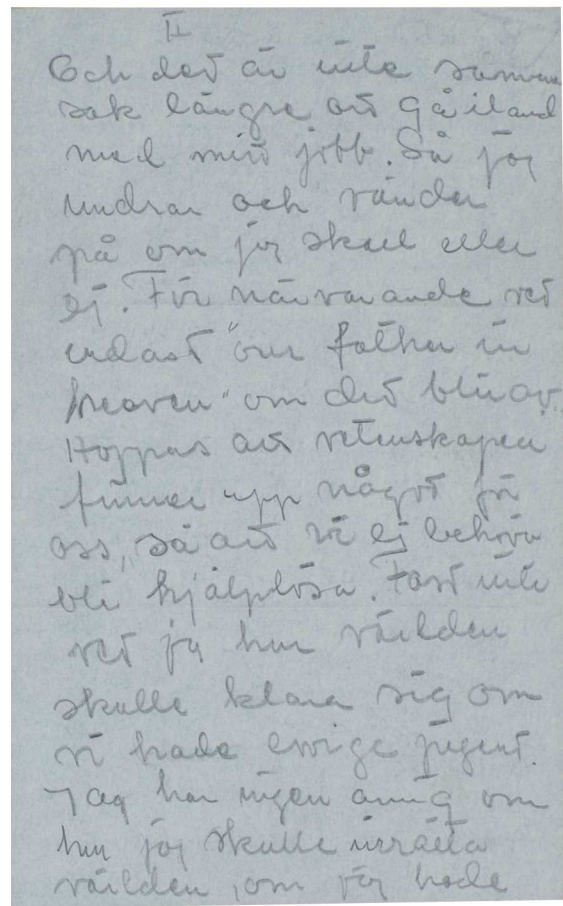 II
Och det är inte samma
sak längre att gå iland
med mitt jobb. Så jag
undrar och vänder
på om jag skall eller
ej. För närvarande vet
endast "our father in
heaven" om det blir av.
Hoppas att vetenskapen
finner upp något för
oss, så att vi ej behöva
bli hjälplösa. Fast inte
vet jag hur världen
skulle klara sig om
vi hade ewige jugent.
Jag har ingen aning om
hur jag skulle uträtta
världen, om jag hade